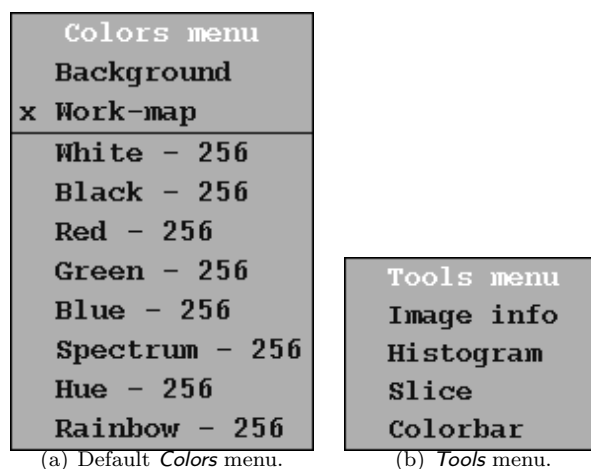 Colors menu
Background
x Work-map
White - 256
Black - 256
Red - 256
Green - 256
Blue - 256
Spectrum - 256
Hue - 256
Rainbow - 256
(a) Default Colors menu.
Tools menu
Image info
Histogram
Slice
Colorbar
(b) Tools menu.